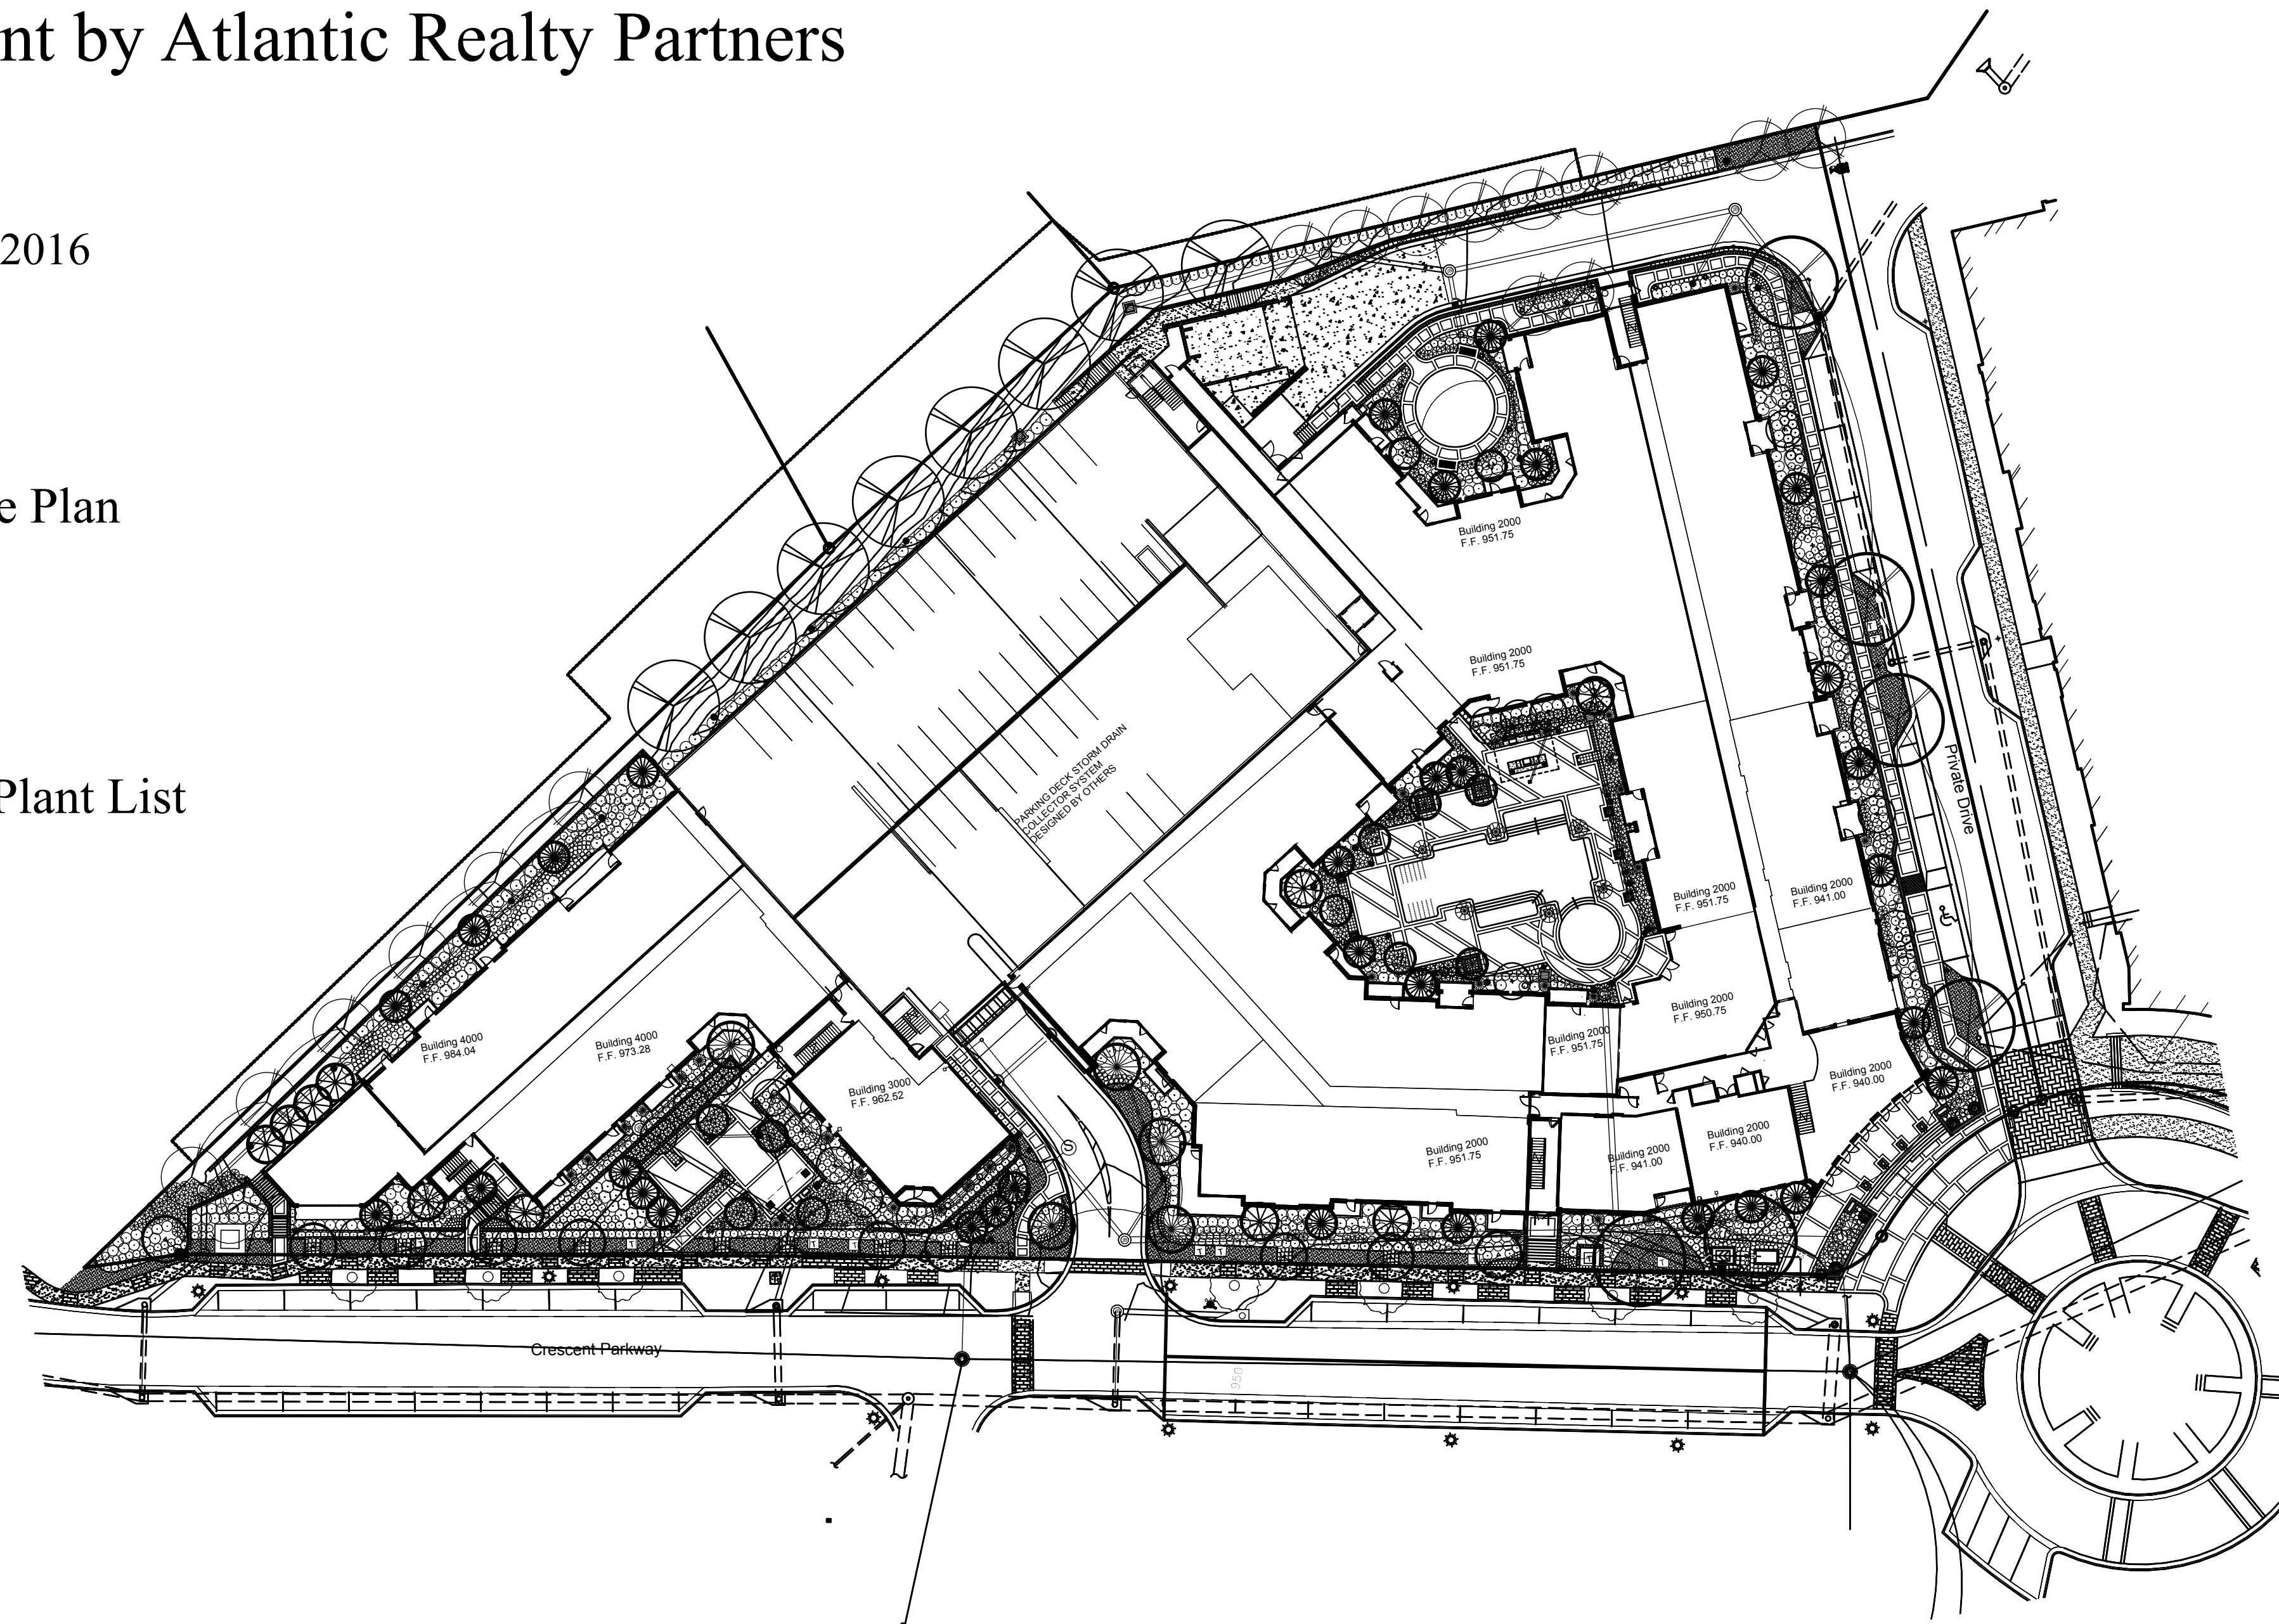 nt by Atlantic Realty Partners
2016
e Plan
Plant List
Building 2000
F.F. 951.75
Building 2000
F.F. 951.75
PARKING DECK STORM DRAIN
COLLECTOR SYSTEM
DESIGNED BY OTHERS
Private Drive
Building 2000
F.F. 951.75
Building 2000
F.F. 941.00
Building 2000
F.F. 950.75
Building 2000
F.F. 951.75
Building 4000
F.F. 984.04
Building 4000
F.F. 973.28
Building 3000
F.F. 962.52
Building 2000
F.F. 940.00
Building 2000
F.F. 951.75
Building 2000
F.F. 941.00
Building 2000
F.F. 940.00
Crescent Parkway
950